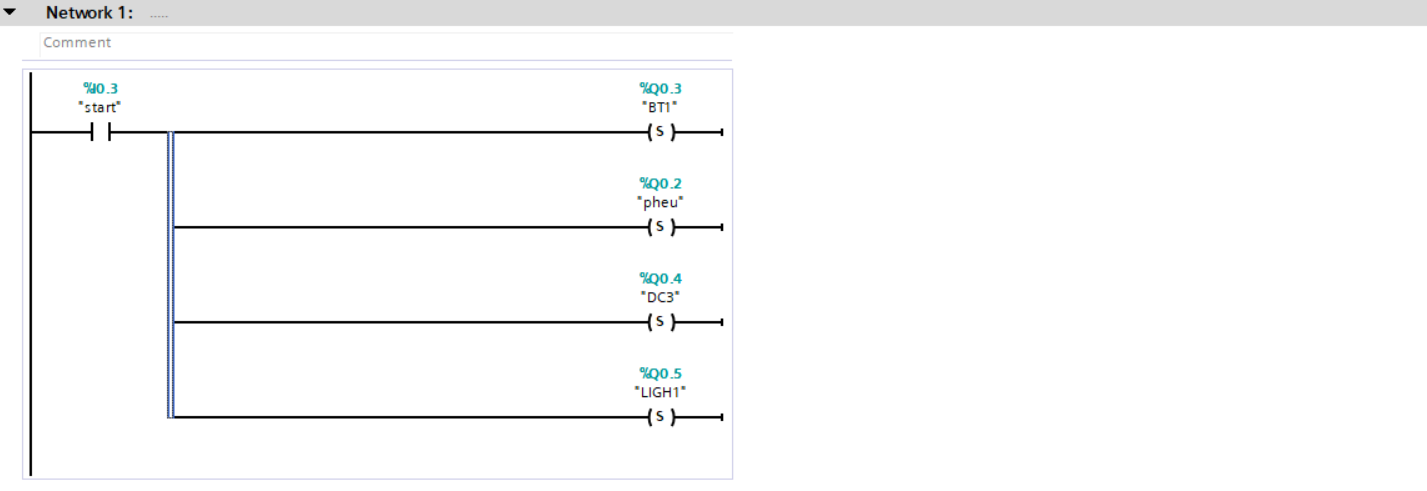 Network 1: .....
Comment
%I0.3
"start"
%Q0.3
"BT1"
( S )
%Q0.2
"pheu"
( S )
%Q0.4
"DC3"
( S )
%Q0.5
"LIGH1"
( S )